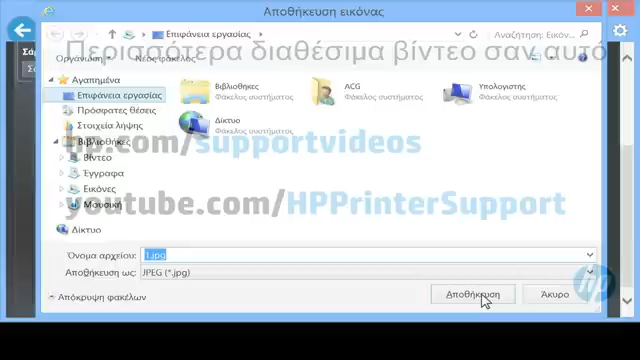 Αποθήκευση εικόνας
Επιφάνεια εργασίας
Αναζήτηση: Εικόν...
Περισσότερα διαθέσιμα βίντεο σαν αυτό
Οργάνωση
Νέος φάκελος
Αγαπημένα
Επιφάνεια εργασίας
Πρόσφατες θέσεις
Στοιχεία λήψης
Βιβλιοθήκες
Βίντεο
Έγγραφα
Εικόνες
Μουσική
Δίκτυο
Βιβλιοθήκες
Φάκελος συστήματος
ACG
Φάκελος συστήματος
Υπολογιστής
Φάκελος συστήματος
Δίκτυο
Φάκελος συστήματος
hp.com/supportvideos
youtube.com/HPPrinterSupport
Όνομα αρχείου: 1.jpg
Αποθήκευση ως: JPEG (*.jpg)
Απόκρυψη φακέλων
Αποθήκευση
Άκυρο
hp